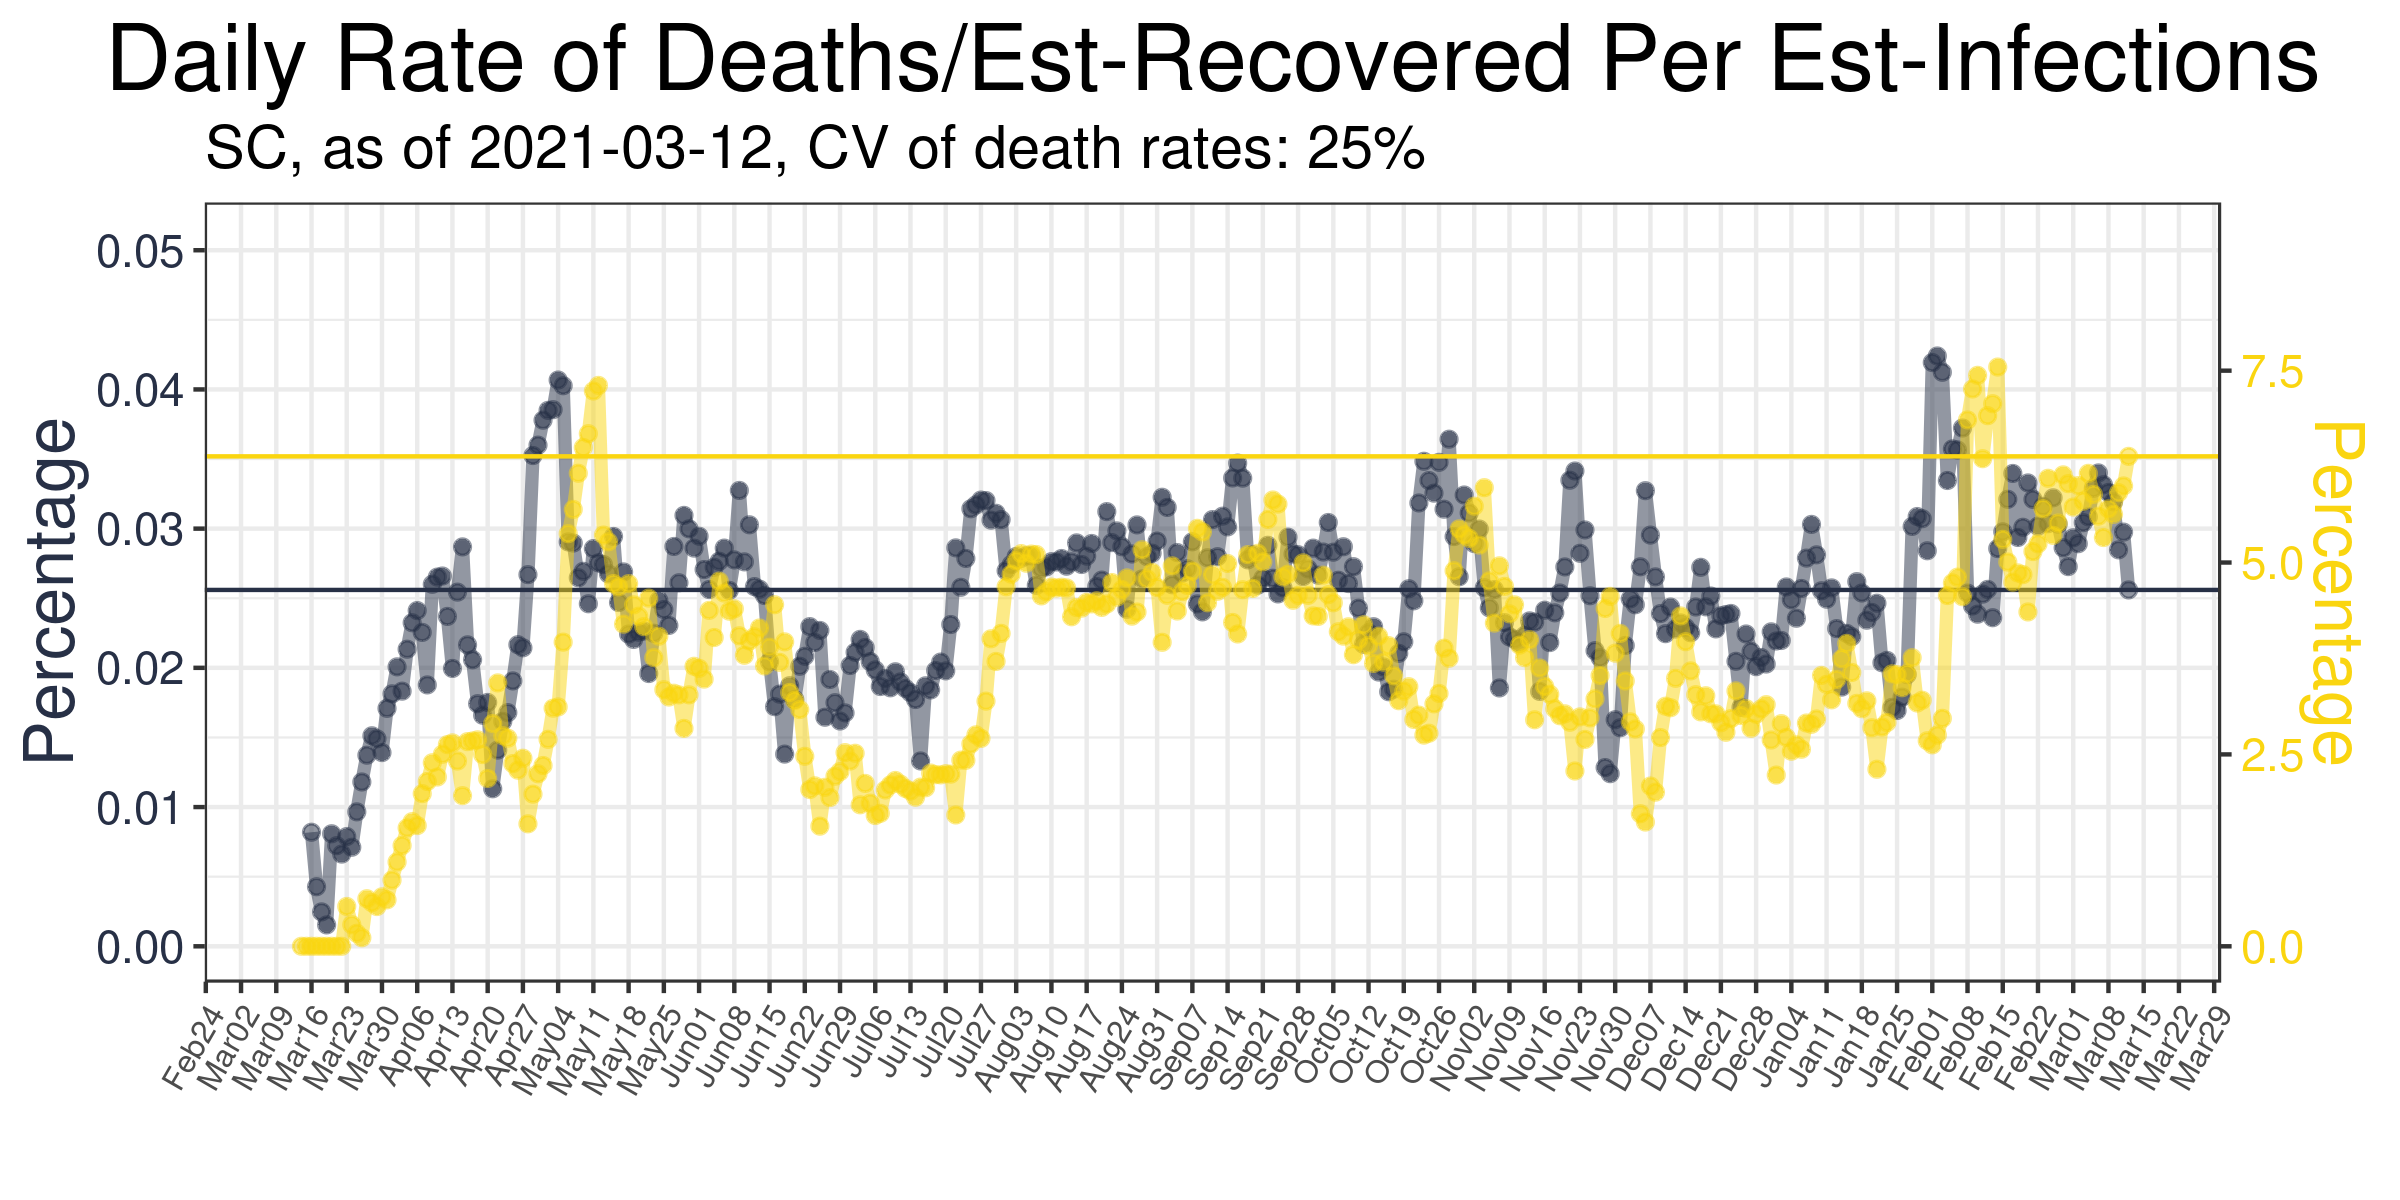 Daily Rate of Deaths/Est-Recovered Per Est-Infections
SC, as of 2021-03-12, CV of death rates: 25%
Percentage
0.05
0.04
0.03
0.02
0.01
0.00
7.5
5.0
2.5
0.0
Percentage
Feb24
Mar02
Mar09
Mar16
Mar23
Mar30
Apr06
Apr13
Apr20
Apr27
May04
May11
May18
May25
Jun01
Jun08
Jun15
Jun22
Jun29
Jul06
Jul13
Jul20
Jul27
Aug03
Aug10
Aug17
Aug24
Aug31
Sep07
Sep14
Sep21
Sep28
Oct05
Oct12
Oct19
Oct26
Nov02
Nov09
Nov16
Nov23
Nov30
Dec07
Dec14
Dec21
Dec28
Jan04
Jan11
Jan18
Jan25
Feb01
Feb08
Feb15
Feb22
Mar01
Mar08
Mar15
Mar22
Mar29